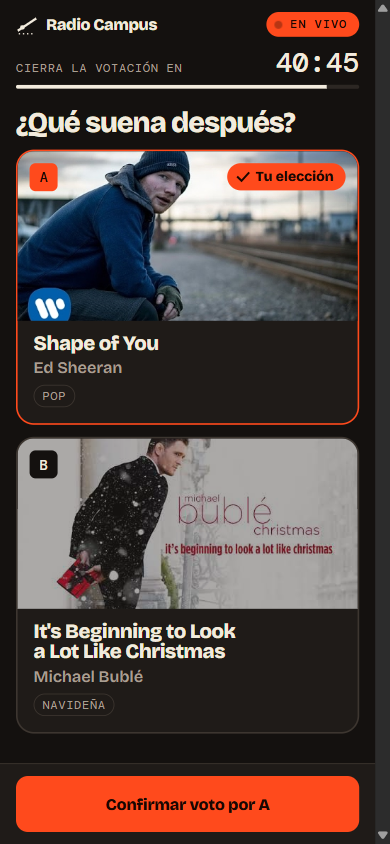 Radio Campus
EN VIVO
CIERRA LA VOTACIÓN EN
40:45
¿Qué suena después?
A
Tu elección
Shape of You
Ed Sheeran
POP
B
michael
bublé
christmas
it's beginning to look a lot like christmas
It's Beginning to Look
a Lot Like Christmas
Michael Bublé
NAVIDEÑA
Confirmar voto por A